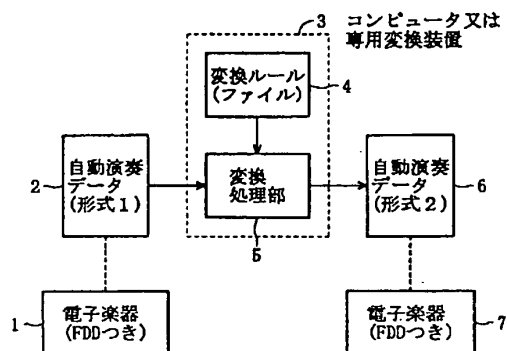 3
コンピュータ又は
専用変換装置
変換ルール
(ファイル)
4
2
自動演奏
データ
(形式1)
変換
処理部
5
自動演奏
データ
(形式2)
6
1
電子楽器
(FDDつき)
電子楽器
(FDDつき)
7